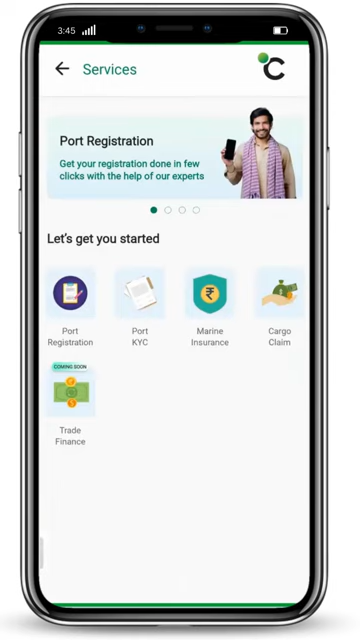 3:45
Services
Port Registration
Get your registration done in few
clicks with the help of our experts
Let's get you started
Port
Registration
Port
KYC
Marine
Insurance
Cargo
Claim
COMING SOON
Trade
Finance